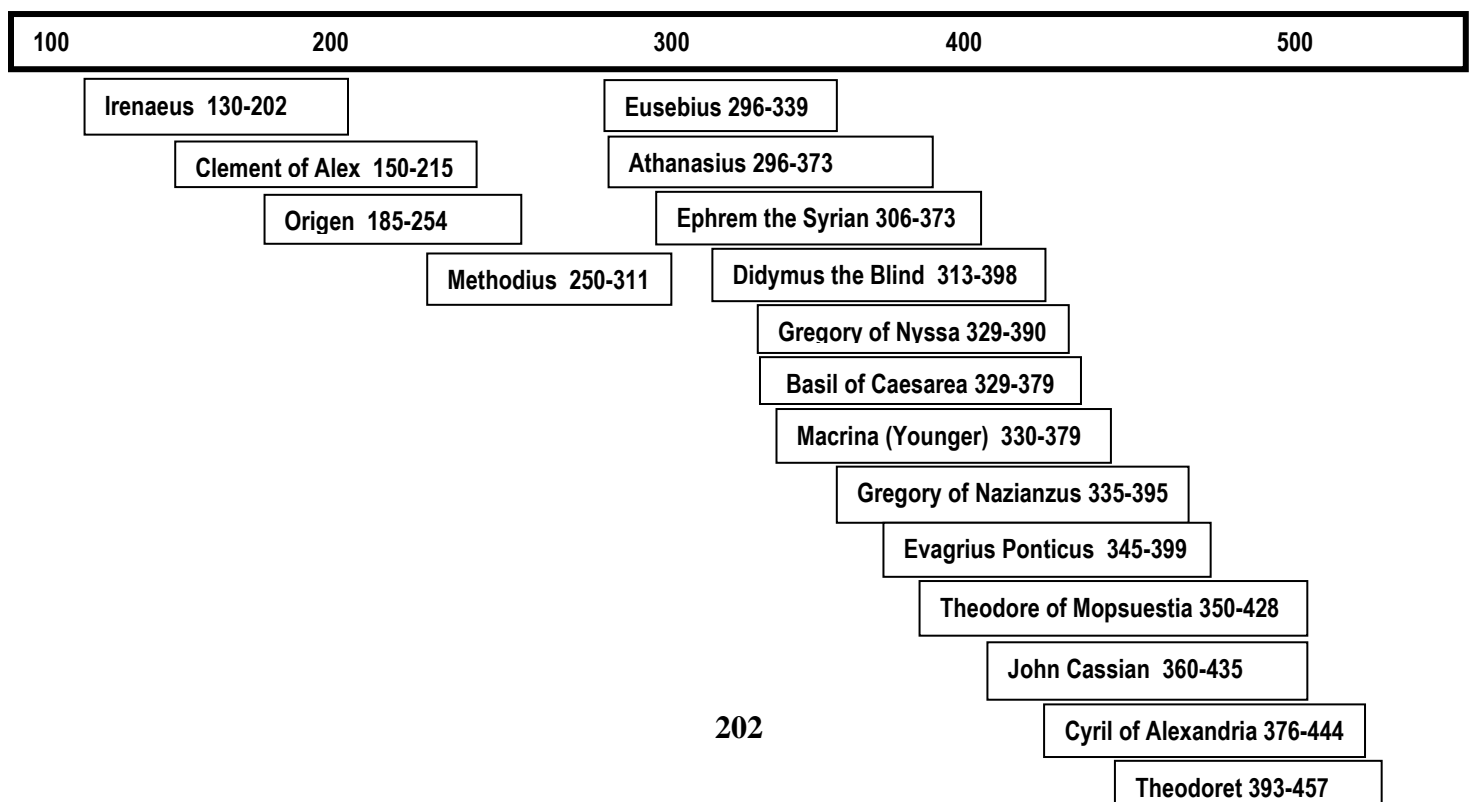 100 200 300 400 500
Irenaeus 130-202
Eusebius 296-339
Clement of Alex 150-215
Athanasius 296-373
Origen 185-254
Ephrem the Syrian 306-373
Methodius 250-311
Didymus the Blind 313-398
Gregory of Nyssa 329-390
Basil of Caesarea 329-379
Macrina (Younger) 330-379
Gregory of Nazianzus 335-395
Evagrius Ponticus 345-399
Theodore of Mopsuestia 350-428
John Cassian 360-435
202
Cyril of Alexandria 376-444
Theodoret 393-457